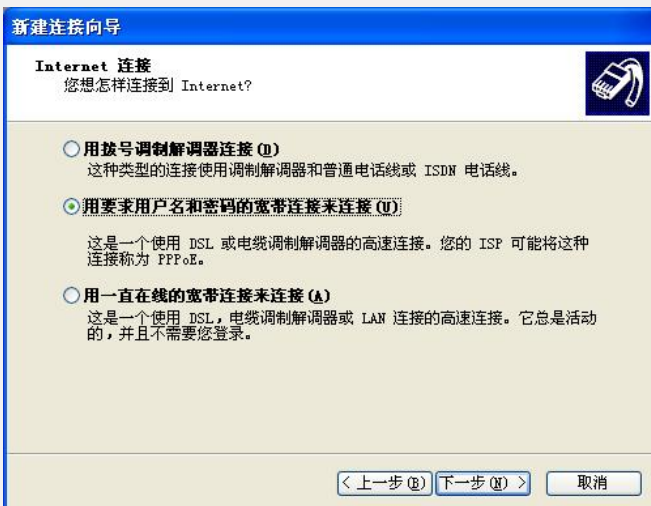 新建连接向导
Internet 连接
您想怎样连接到 Internet?
用拨号调制解调器连接(D)
这种类型的连接使用调制解调器和普通电话线或 ISDN 电话线。
用要求用户名和密码的宽带连接来连接(U)
这是一个使用 DSL 或电缆调制解调器的高速连接。您的 ISP 可能将这种
连接称为 PPPoE。
用一直在线的宽带连接来连接(A)
这是一个使用 DSL,电缆调制解调器或 LAN 连接的高速连接。它总是活动
的,并且不需要您登录。
< 上一步(B) 下一步(N) > 取消